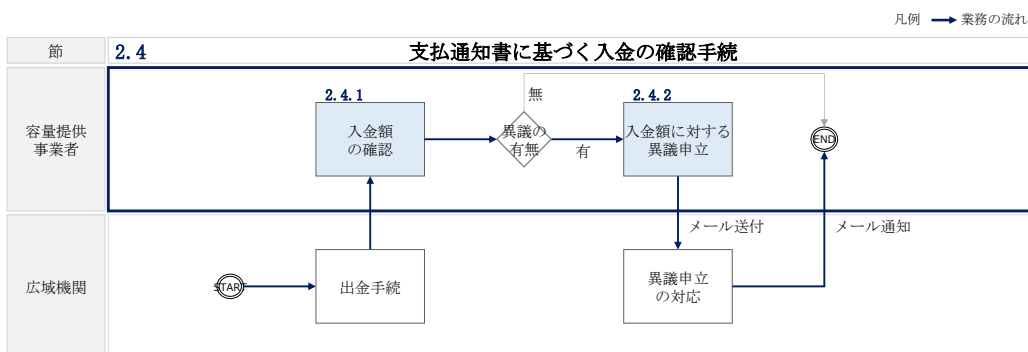 凡例 業務の流れ
節 2.4 支払通知書に基づく入金の確認手続
容量提供
事業者
2.4.1
入金額
の確認
異議の
有無
無
有
2.4.2
入金額に対する
異議申立
END
メール送付
メール通知
広域機関
START
出金手続
異議申立
の対応